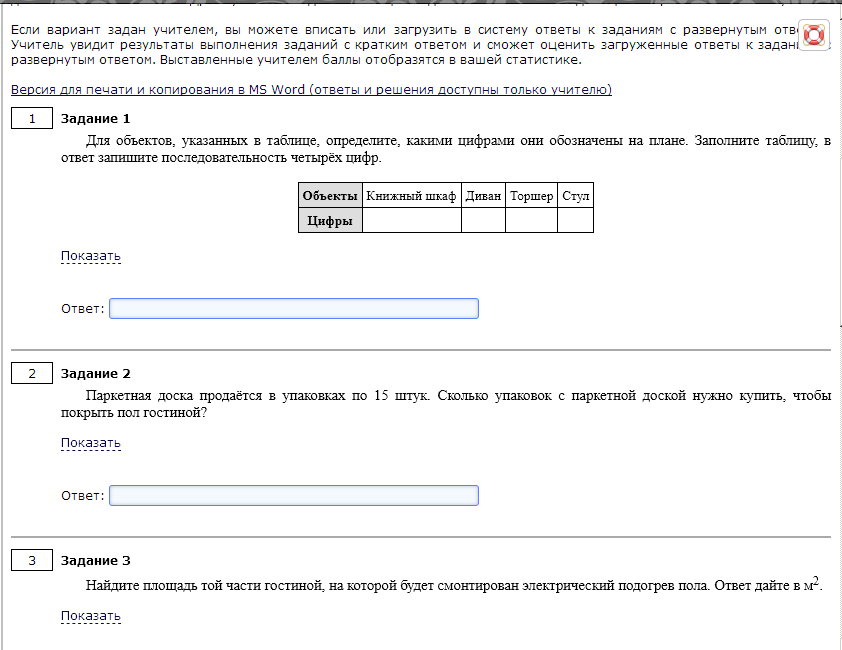 Если вариант задан учителем, вы можете вписать или загрузить в систему ответы к заданиям с развернутым
Учитель увидит результаты выполнения заданий с кратким ответом и сможет оценить загруженные ответы к
развернутым ответом. Выставленные учителем баллы отобразятся в вашей статистике.
Версия для печати и копирования в MS Word (ответы и решения доступны только учителю)
1 Задание 1
Для объектов, указанных в таблице, определите, какими цифрами они обозначены на плане. Заполните таблицу, в
ответ запишите последовательность четырёх цифр.
Объекты Книжный шкаф Диван Торшер Стул
Цифры
Показать
Ответ:
2 Задание 2
Паркетная доска продаётся в упаковках по 15 штук. Сколько упаковок с паркетной доской нужно купить, чтобы
покрыть пол гостиной?
Показать
Ответ:
3 Задание 3
Найдите площадь той части гостиной, на которой будет смонтирован электрический подогрев пола. Ответ дайте в м².
Показать